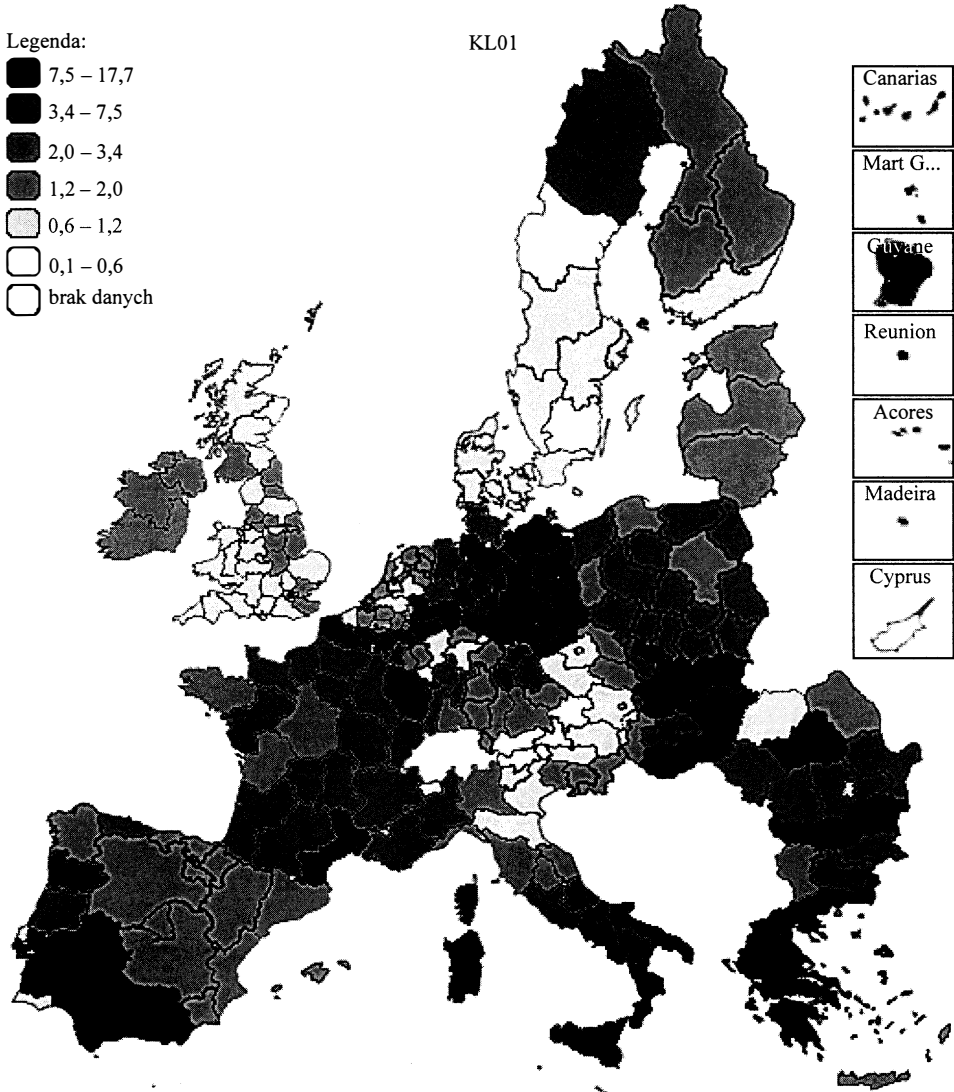 Legenda:
7,5 – 17,7
3,4 – 7,5
2,0 – 3,4
1,2 – 2,0
0,6 – 1,2
0,1 – 0,6
brak danych
KL01
Canarias
Mart G...
Guyane
Reunion
Acores
Madeira
Cyprus